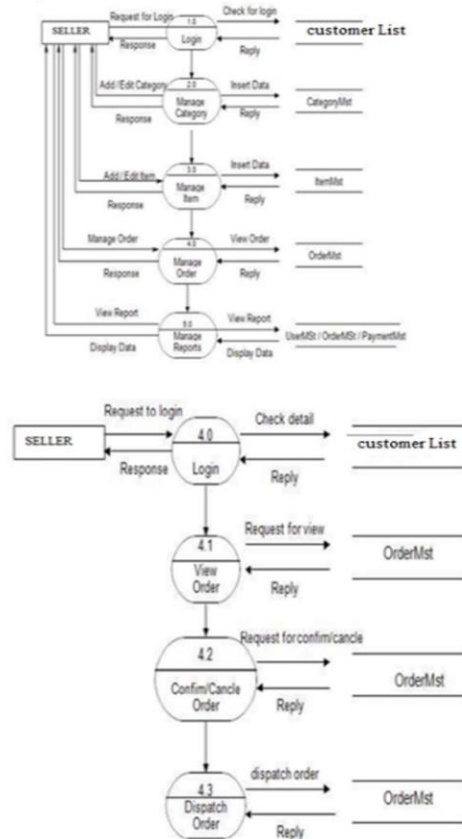 Request for Login
Check for login
SELLER
1.0
customer List
Login
Response
Reply
Add / Edit Category
2.0
Insert Data
Manage
Category
CategoryMst
Response
Reply
3.0
Insert Data
Add / Edit Item
Manage
Item
ItemMst
Response
Reply
Manage Order
4.0
View Order
Manage
Order
OrderMst
Response
Reply
View Report
5.0
View Report
Manage
Reports
UserMSt / OrderMSt / PaymentMst
Display Data
Display Data
Request to login
Check detail
SELLER
4.0
customer List
Login
Response
Reply
Request for view
4.1
OrderMst
View
Order
Reply
Request for confim/cancle
4.2
OrderMst
Confim/Cancle
Order
Reply
dispatch order
4.3
OrderMst
Dispatch
Order
Reply